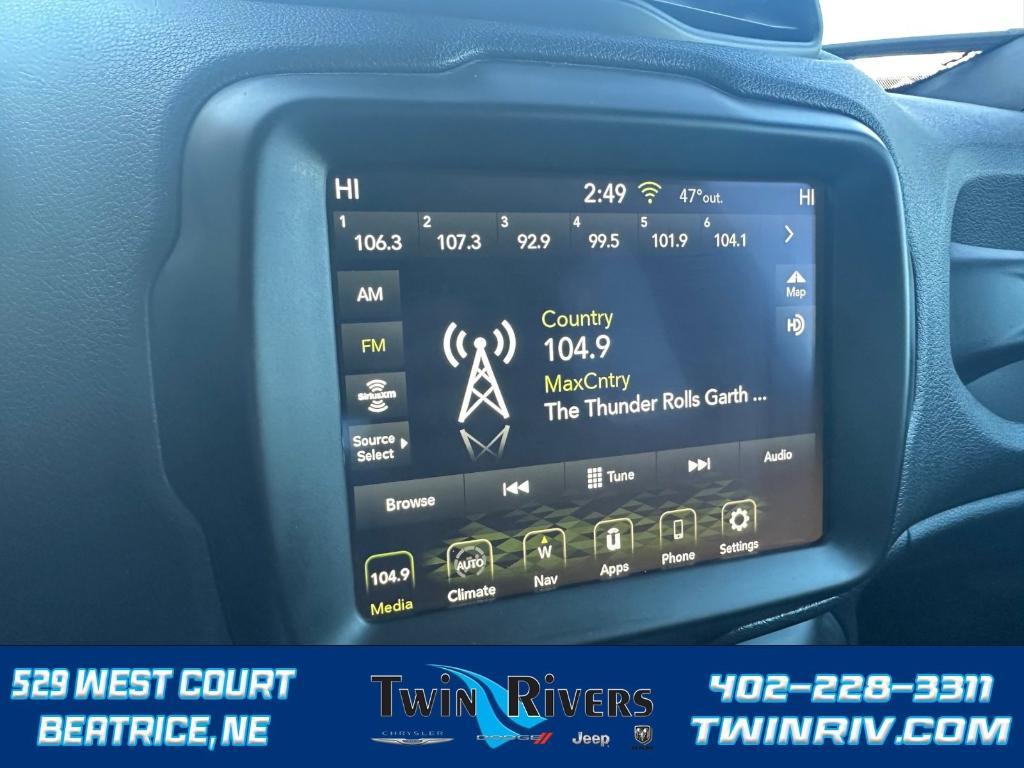 HI 2:49 47°out. HI
1 106.3 2 107.3 3 92.9 4 99.5 5 101.9 6 104.1
AM
FM
SiriusXM
Source
Select
Country
104.9
MaxCntry
The Thunder Rolls Garth ...
Map
HD
Browse Tune Audio
104.9 AUTO W
Media Climate Nav Apps Phone Settings
529 WEST COURT
BEATRICE, NE
TWIN RIVERS
CHRYSLER DODGE Jeep RAM
402-228-3311
TWINRIV.COM